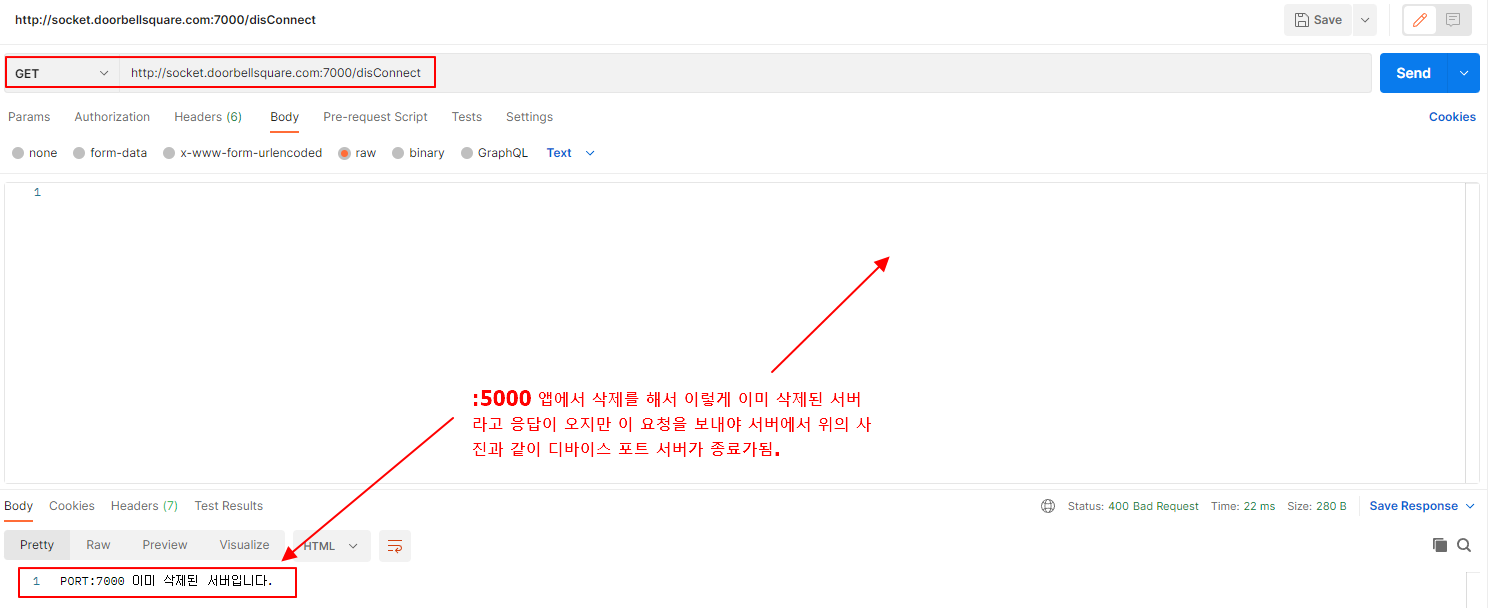 http://socket.doorbellsquare.com:7000/disConnect
Save
GET http://socket.doorbellsquare.com:7000/disConnect
Send
Params Authorization Headers (6) Body Pre-request Script Tests Settings
Cookies
none form-data x-www-form-urlencoded raw binary GraphQL Text
1
:5000 앱에서 삭제를 해서 이렇게 이미 삭제된 서버
라고 응답이 오지만 이 요청을 보내야 서버에서 위의 사
진과 같이 디바이스 포트 서버가 종료가됨.
Body Cookies Headers (7) Test Results
Status: 400 Bad Request Time: 22 ms Size: 280 B Save Response
Pretty Raw Preview Visualize HTML
1 PORT:7000 이미 삭제된 서버입니다.